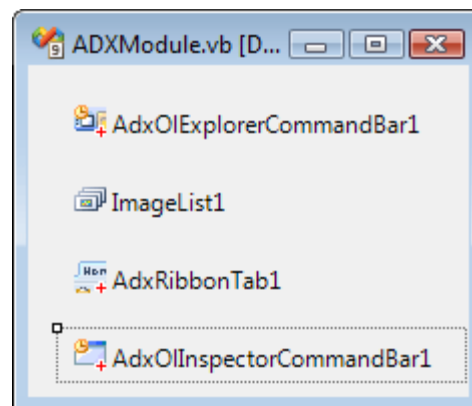 ADXModule.vb [D...
AdxOlExplorerCommandBar1
ImageList1
AdxRibbonTab1
AdxOlInspectorCommandBar1